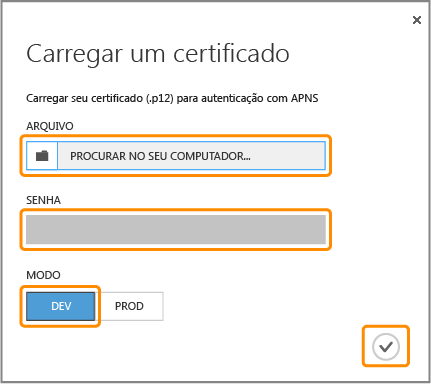 Carregar um certificado
Carregar seu certificado (.p12) para autenticação com APNS
ARQUIVO
PROCURAR NO SEU COMPUTADOR...
SENHA
MODO
DEV PROD